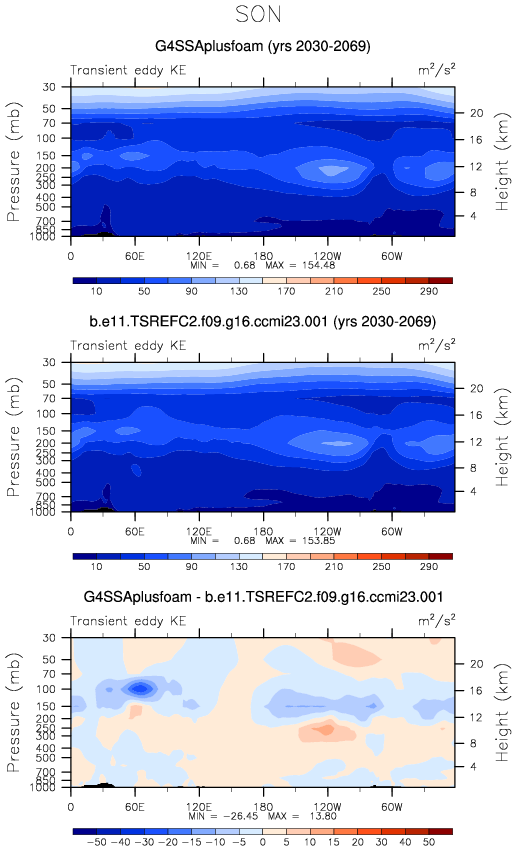 SON
G4SSAplusfoam (yrs 2030-2069)
Transient eddy KE m²/s²
Pressure (mb)
30
50
70
100
150
200
250
300
400
500
700
850
1000
20
16
12
8
4
Height (km)
0 60E 120E 180 120W 60W
MIN = 0.68 MAX = 154.48
10 50 90 130 170 210 250 290
b.e11.TSREFC2.f09.g16.ccmi23.001 (yrs 2030-2069)
Transient eddy KE m²/s²
Pressure (mb)
30
50
70
100
150
200
250
300
400
500
700
850
1000
20
16
12
8
4
Height (km)
0 60E 120E 180 120W 60W
MIN = 0.68 MAX = 153.85
10 50 90 130 170 210 250 290
G4SSAplusfoam - b.e11.TSREFC2.f09.g16.ccmi23.001
Transient eddy KE m²/s²
Pressure (mb)
30
50
70
100
150
200
250
300
400
500
700
850
1000
20
16
12
8
4
Height (km)
0 60E 120E 180 120W 60W
MIN = -26.45 MAX = 13.80
-50 -40 -30 -20 -15 -10 -5 0 5 10 15 20 30 40 50